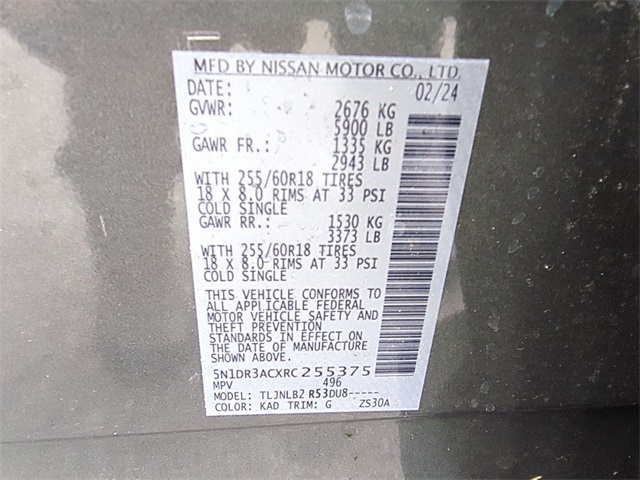 MFD BY NISSAN MOTOR CO., LTD.
DATE: 02/24
GVWR: 2676 KG
5900 LB
GAWR FR.: 1335 KG
2943 LB
WITH 255/60R18 TIRES
18 X 8.0 RIMS AT 33 PSI
COLD SINGLE
GAWR RR.: 1530 KG
3373 LB
WITH 255/60R18 TIRES
18 X 8.0 RIMS AT 33 PSI
COLD SINGLE
THIS VEHICLE CONFORMS TO
ALL APPLICABLE FEDERAL
MOTOR VEHICLE SAFETY AND
THEFT PREVENTION
STANDARDS IN EFFECT ON
THE DATE OF MANUFACTURE
SHOWN ABOVE.
5N1DR3ACXRC255375
MPV 496
MODEL: TLJNLB2 R53DU8-----
COLOR: KAD TRIM: G ZS30A